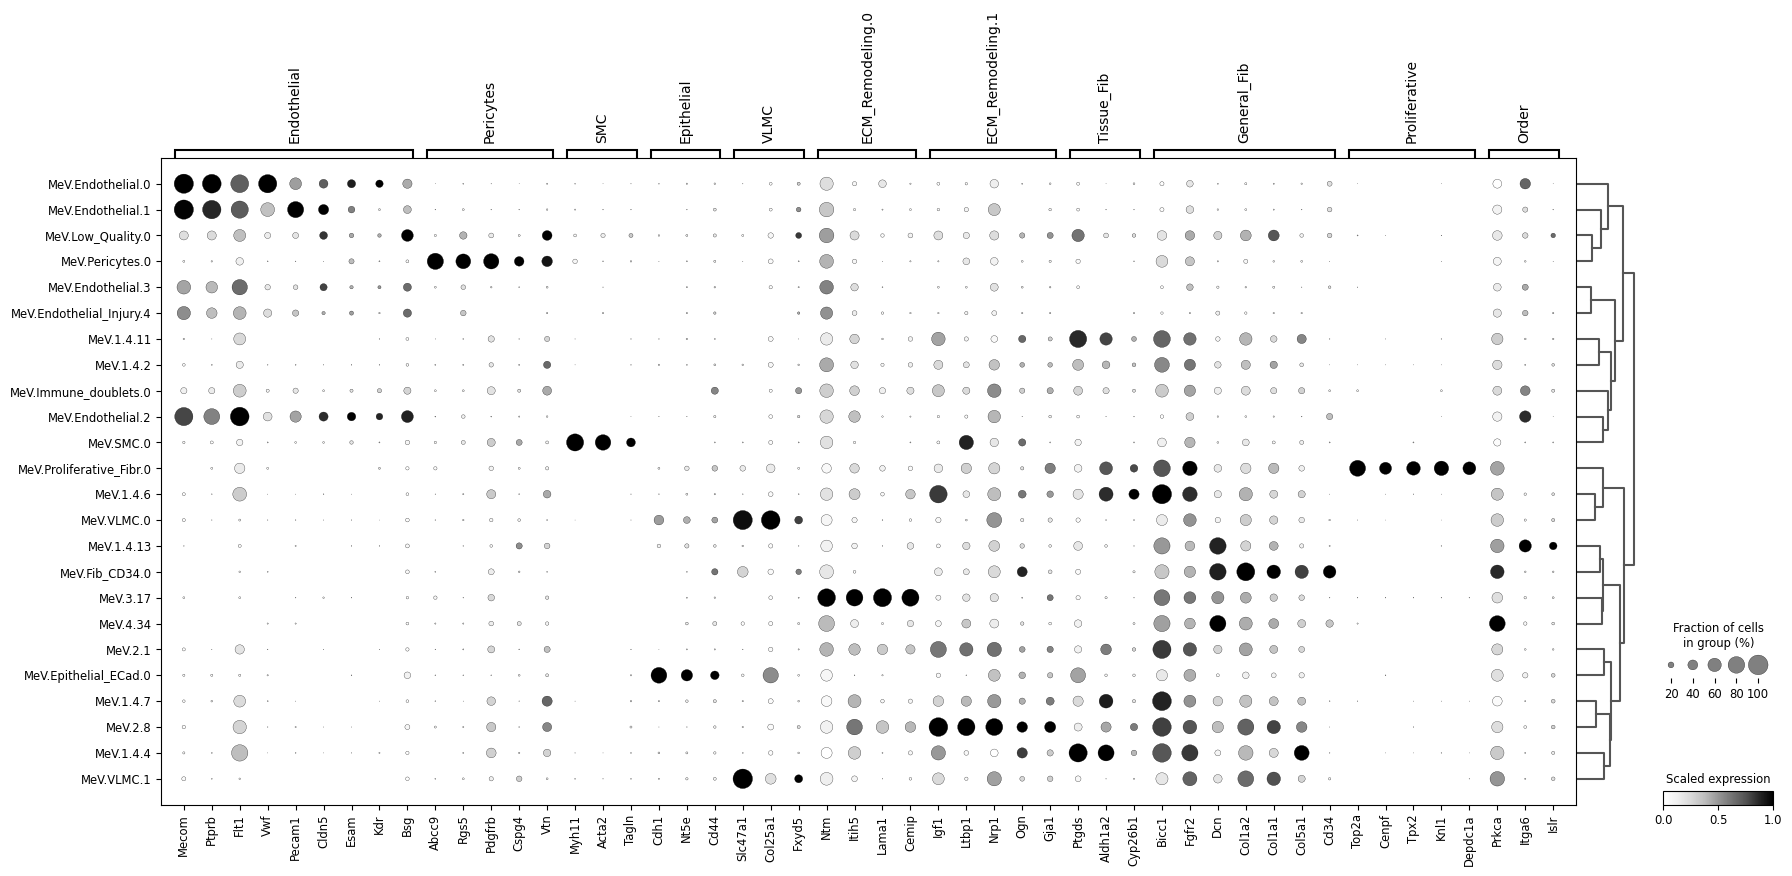 Endothelial
Pericytes
SMC
Epithelial
VLMC
ECM_Remodeling.0
ECM_Remodeling.1
Tissue_Fib
General_Fib
Proliferative
Order
MeV.Endothelial.0
MeV.Endothelial.1
MeV.Low_Quality.0
MeV.Pericytes.0
MeV.Endothelial.3
MeV.Endothelial_Injury.4
MeV.1.4.11
MeV.1.4.2
MeV.Immune_doublets.0
MeV.Endothelial.2
MeV.SMC.0
MeV.Proliferative_Fibr.0
MeV.1.4.6
MeV.VLMC.0
MeV.1.4.13
MeV.Fib_CD34.0
MeV.3.17
MeV.4.34
MeV.2.1
MeV.Epithelial_ECad.0
MeV.1.4.7
MeV.2.8
MeV.1.4.4
MeV.VLMC.1
Mecom
Ptprb
Flt1
Vwf
Pecam1
Cldn5
Esam
Kdr
Bsg
Abcc9
Rgs5
Pdgfrb
Cspg4
Vtn
Myh11
Acta2
Tagln
Cdh1
Nt5e
Cd44
Slc47a1
Col25a1
Fxyd5
Ntm
Itih5
Lama1
Cemip
Igf1
Ltbp1
Nrp1
Ogn
Gja1
Ptgds
Aldh1a2
Cyp26b1
Bicc1
Fgfr2
Dcn
Col1a2
Col1a1
Col5a1
Cd34
Top2a
Cenpf
Tpx2
Knl1
Depdc1a
Prkca
Itga6
Islr
Fraction of cells
in group (%)
20 40 60 80 100
Scaled expression
0.0 0.5 1.0